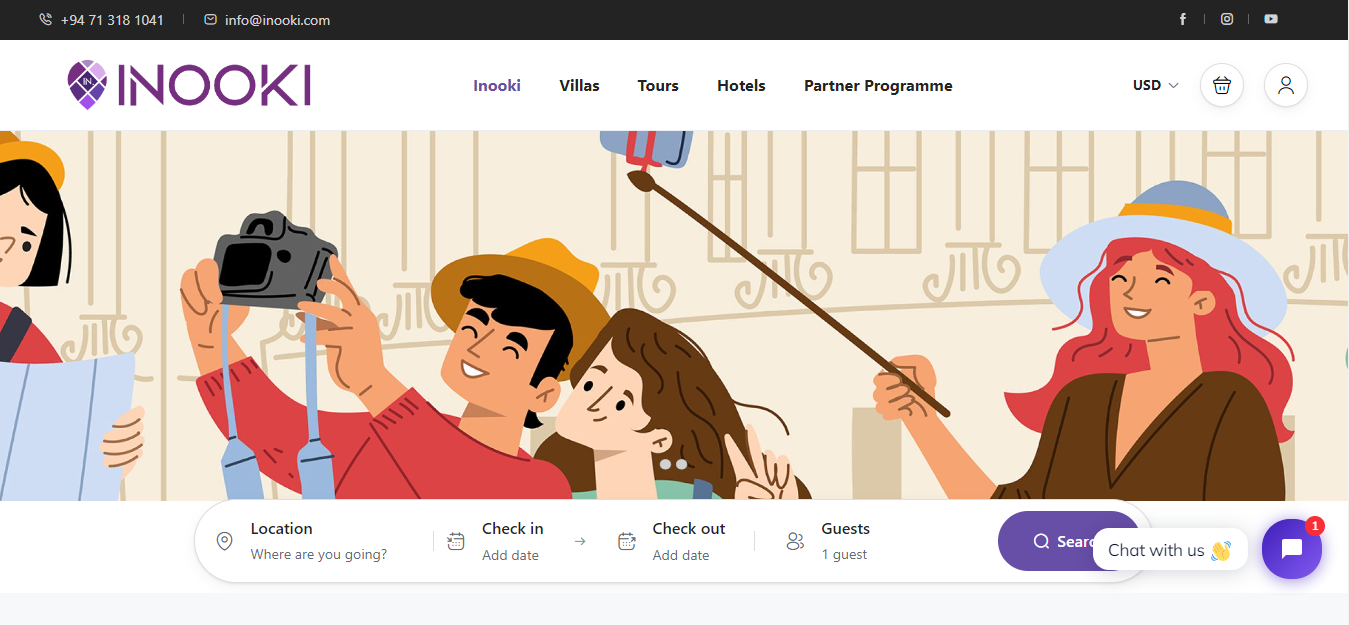 +94 71 318 1041 info@inooki.com
IN INOOKI
Inooki Villas Tours Hotels Partner Programme USD
Location Check in Check out Guests
Where are you going? Add date Add date 1 guest
Searc
Chat with us 👋
1